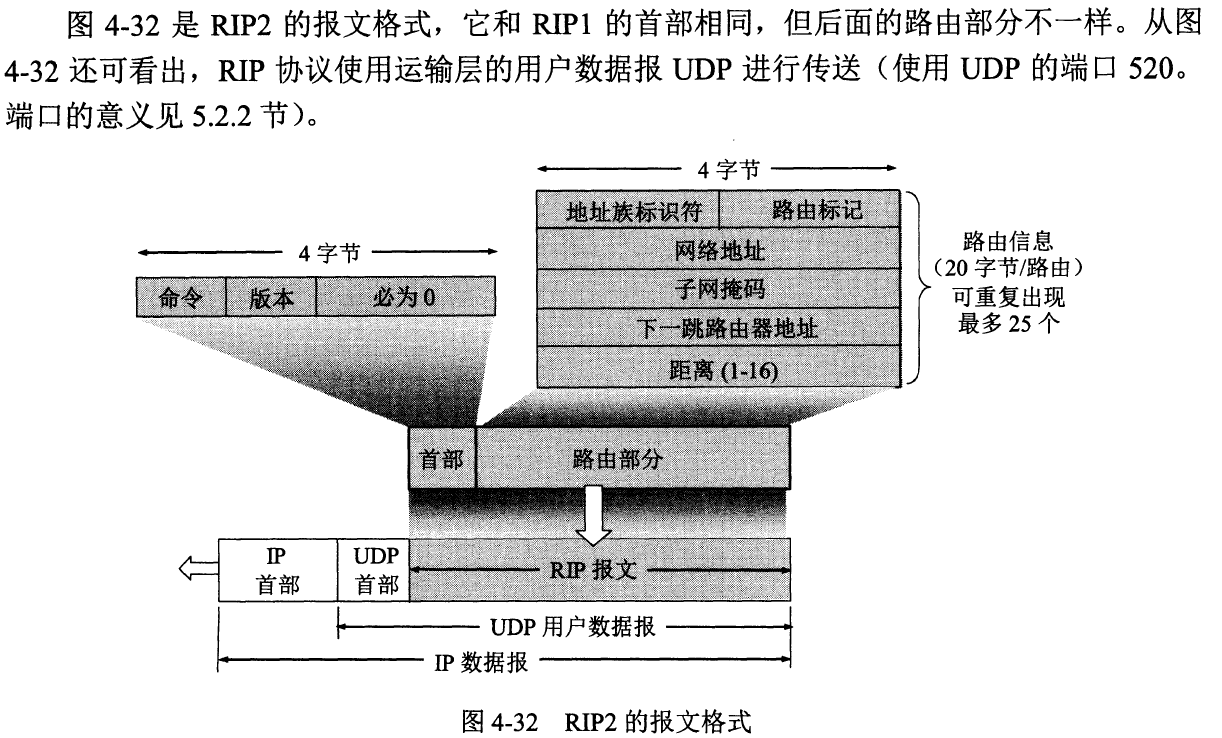 图 4-32 是 RIP2 的报文格式，它和 RIP1 的首部相同，但后面的路由部分不一样。从图
4-32 还可看出，RIP 协议使用运输层的用户数据报 UDP 进行传送（使用 UDP 的端口 520。
端口的意义见 5.2.2 节）。
4 字节
地址族标识符 路由标记
网络地址
子网掩码
下一跳路由器地址
距离 (1-16)
路由信息
（20 字节/路由）
可重复出现
最多 25 个
4 字节
命令 版本 必为 0
首部 路由部分
IP
首部
UDP
首部
RIP 报文
UDP 用户数据报
IP 数据报
图 4-32 RIP2 的报文格式